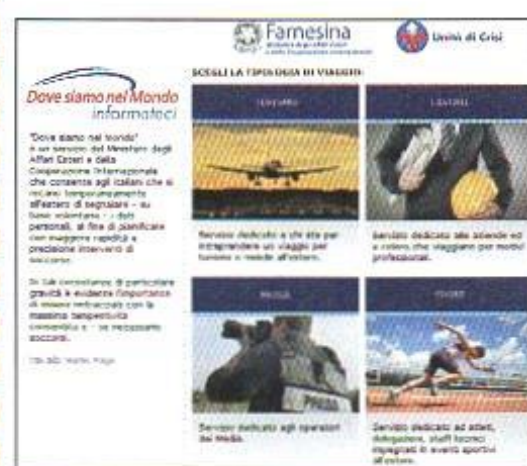 Farnesina
Unità di Crisi
SCEGLI LA TIPOLOGIA DI VIAGGIO:
Dove siamo nel Mondo
informateci
"Dove siamo nel mondo"
è un servizio del Ministero degli
Affari Esteri e della
Cooperazione Internazionale
che consente agli italiani che si
recano temporaneamente
all'estero di segnalare - su
base volontaria - i dati
personali, al fine di pianificare
con maggiore rapidità e
precisione interventi di
soccorso.
In tali circostanze di particolare
gravità è evidente l'importanza
di essere rintracciati con la
massima tempestività
consentita e - se necessario
soccorsi.
Servizio dedicato a chi sta per
intraprendere un viaggio per
turismo o risiede all'estero.
Servizio dedicato alle aziende ed
a coloro che viaggiano per motivi
professionali.
PRESS
Servizio dedicato agli operatori
dei Media.
Servizio dedicato ad atleti,
delegazioni, staff tecnici
impegnati in eventi sportivi
all'estero.